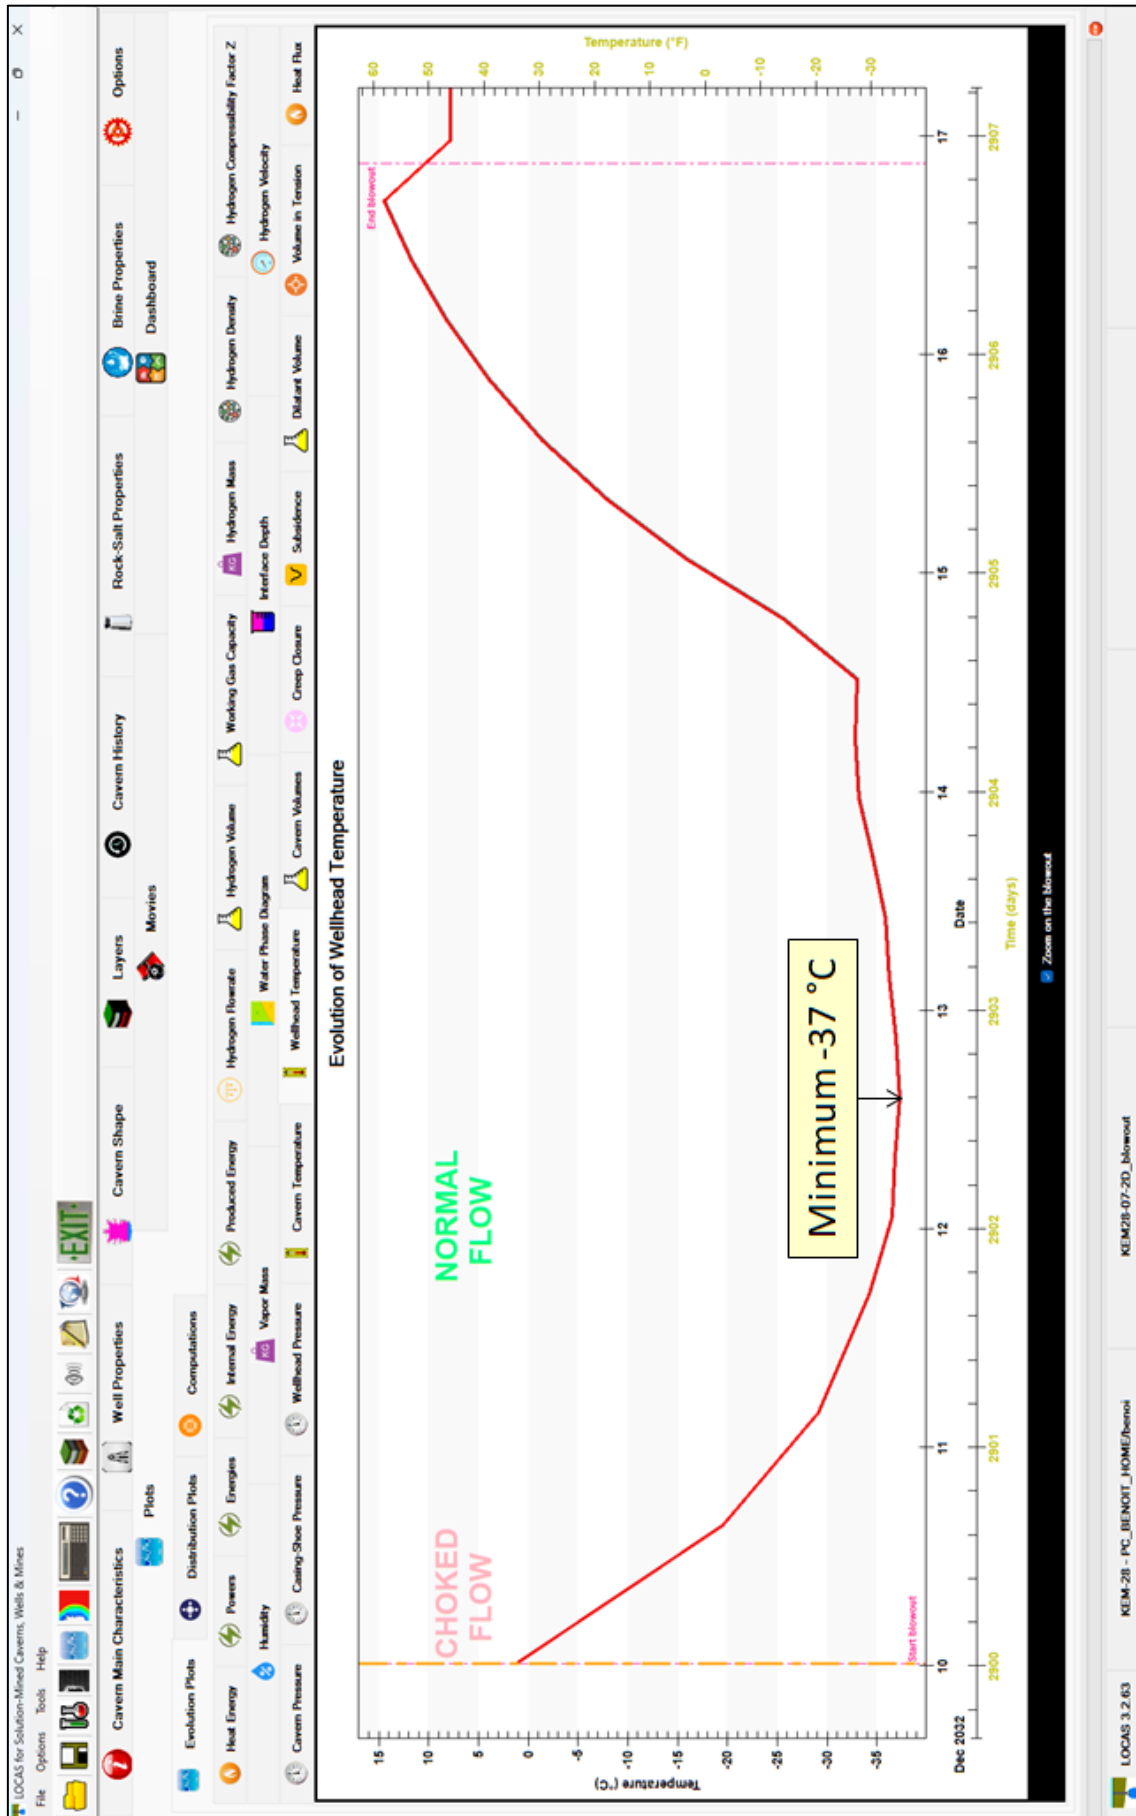 LOCAS for Solution-Mined Caverns, Wells & Mines
File Options Tools Help
EXIT
Cavern Main Characteristics Well Properties Cavern Shape Layers Cavern History Rock-Salt Properties Brine Properties Options
Plots Movies Dashboard
Evolution Plots Distribution Plots Computations
Heat Energy Powers Energies Internal Energy Produced Energy Hydrogen Flowrate Hydrogen Volume Working Gas Capacity Hydrogen Mass Hydrogen Density Hydrogen Compressibility Factor Z
Humidity Vapor Mass Water Phase Diagram Interface Depth Hydrogen Velocity
Cavern Pressure Casing-Shoe Pressure Wellhead Pressure Cavern Temperature Wellhead Temperature Cavern Volumes Creep Closure Subsidence Dilatant Volume Volume in Tension Heat Flux
Evolution of Wellhead Temperature
CHOKED
FLOW
NORMAL
FLOW
Minimum -37 °C
Start blowout
End blowout
Temperature (°C)
15
10
5
0
-5
-10
-15
-20
-25
-30
-35
Temperature (°F)
60
50
40
30
20
10
0
-10
-20
-30
10 11 12 13 14 15 16 17
Dec 2032 Date
2900 2901 2902 2903 2904 2905 2906 2907
Time (days)
Zoom on the blowout
LOCAS 3.2.63 KEM-28 - PC_BENOIT_HOME/benoi KEM28-07-2D_blowout